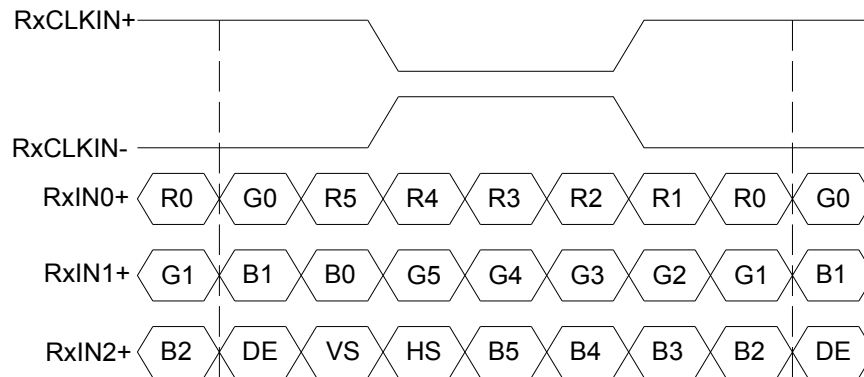 RxCLKIN+
RxCLKIN-
RxIN0+ R0 G0 R5 R4 R3 R2 R1 R0 G0
RxIN1+ G1 B1 B0 G5 G4 G3 G2 G1 B1
RxIN2+ B2 DE VS HS B5 B4 B3 B2 DE